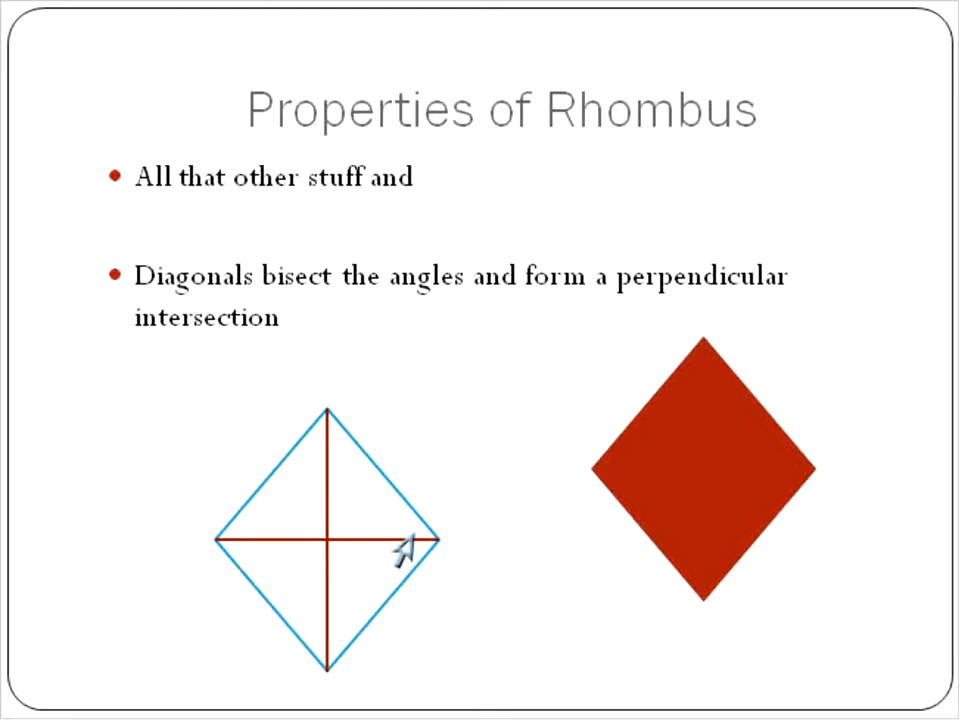 Properties of Rhombus
All that other stuff and
Diagonals bisect the angles and form a perpendicular
intersection